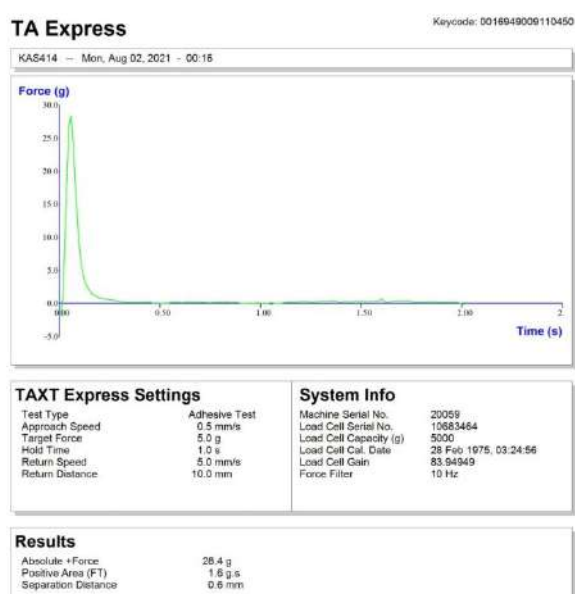 TA Express
Keycode: 0016949009110450
KAS414 -- Mon, Aug 02, 2021 - 00:16
Force (g)
30.0
25.0
20.0
15.0
10.0
5.0
0.0
-5.0
0.00 0.50 1.00 1.50 2.00 2.
Time (s)
TAXT Express Settings
Test Type Adhesive Test
Approach Speed 0.5 mm/s
Target Force 5.0 g
Hold Time 1.0 s
Return Speed 5.0 mm/s
Return Distance 10.0 mm
System Info
Machine Serial No. 20059
Load Cell Serial No. 10683464
Load Cell Capacity (g) 5000
Load Cell Cal. Date 28 Feb 1975, 03:24:56
Load Cell Gain 83.94949
Force Filter 10 Hz
Results
Absolute +Force 28.4 g
Positive Area (FT) 1.6 g.s
Separation Distance 0.6 mm